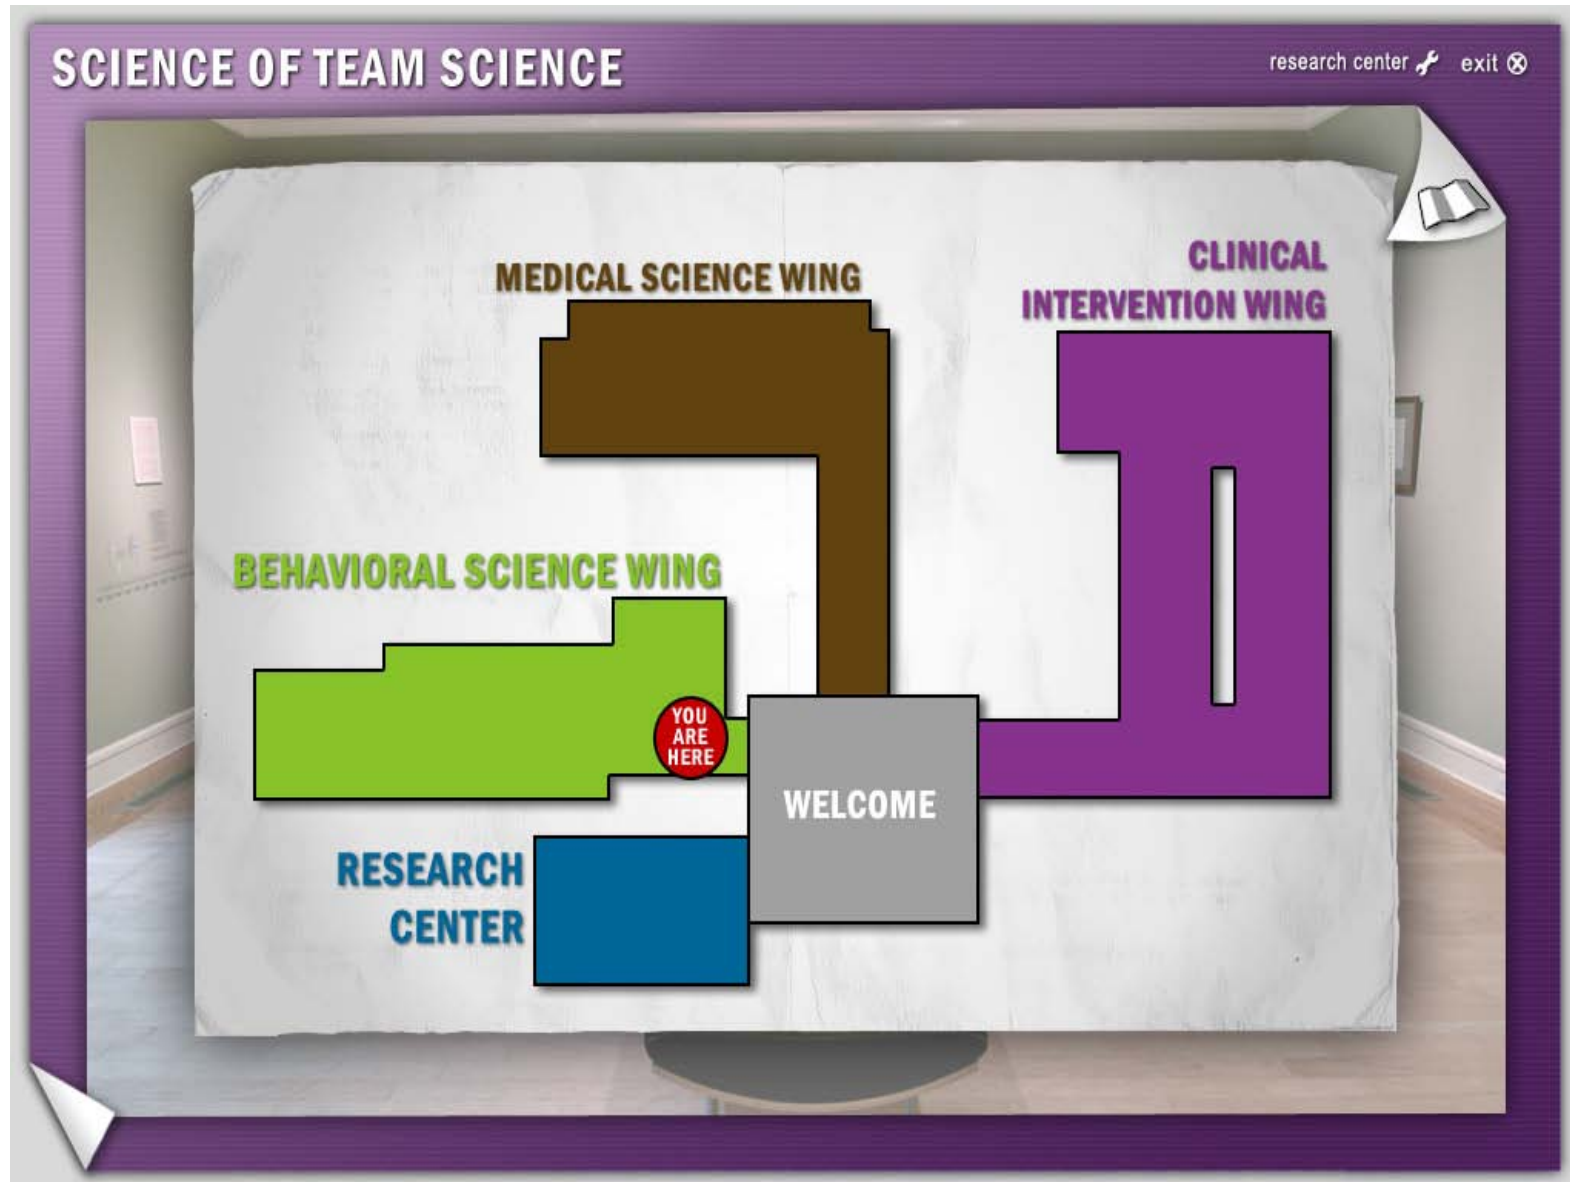 SCIENCE OF TEAM SCIENCE
research center exit
CLINICAL
INTERVENTION WING
MEDICAL SCIENCE WING
BEHAVIORAL SCIENCE WING
YOU
ARE
HERE
WELCOME
RESEARCH
CENTER